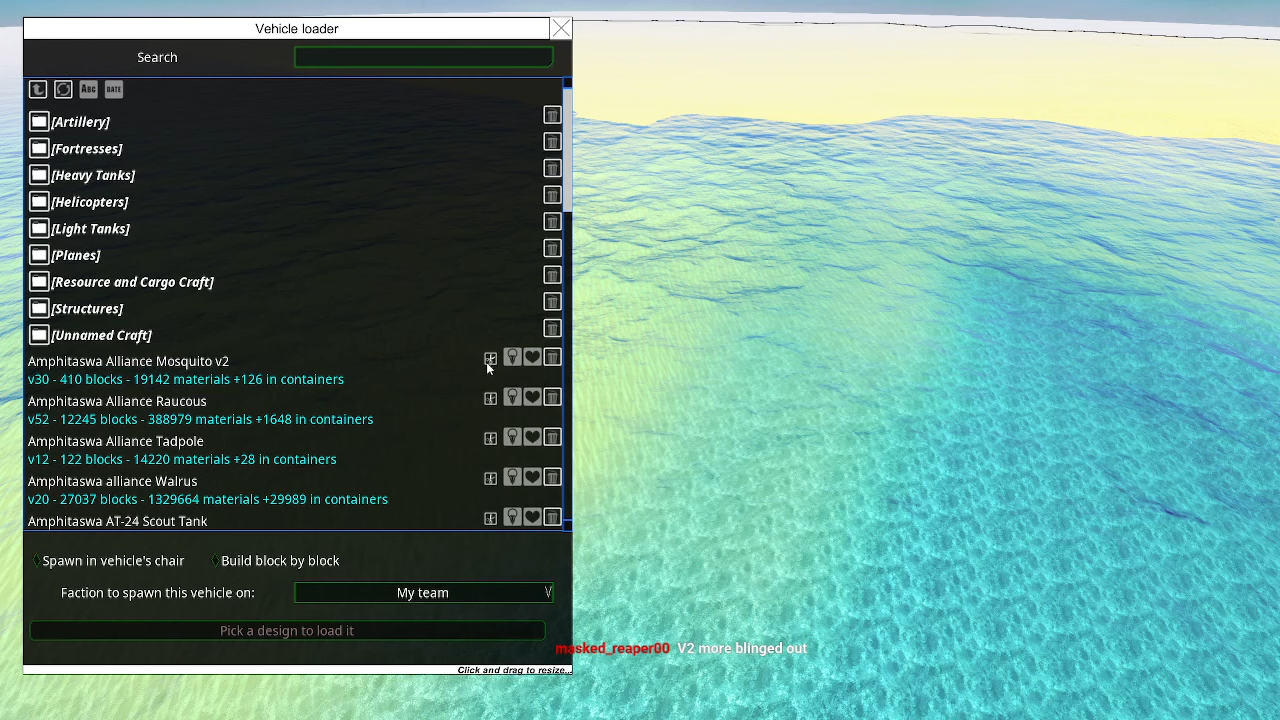 Vehicle loader
Search
ABC DATE
[Artillery]
[Fortresses]
[Heavy Tanks]
[Helicopters]
[Light Tanks]
[Planes]
[Resource and Cargo Craft]
[Structures]
[Unnamed Craft]
Amphitaswa Alliance Mosquito v2
v30 - 410 blocks - 19142 materials +126 in containers
Amphitaswa Alliance Raucous
v52 - 12245 blocks - 388979 materials +1648 in containers
Amphitaswa Alliance Tadpole
v12 - 122 blocks - 14220 materials +28 in containers
Amphitaswa alliance Walrus
v20 - 27037 blocks - 1329664 materials +29989 in containers
Amphitaswa AT-24 Scout Tank
Spawn in vehicle's chair Build block by block
Faction to spawn this vehicle on: My team V
Pick a design to load it
masked_reaper00 V2 more blinged out
Click and drag to resize...